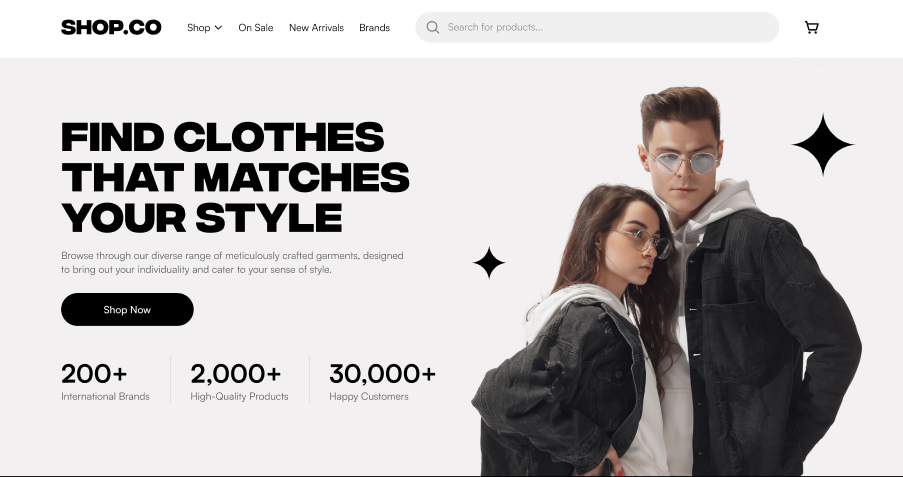 SHOP.CO
Shop
On Sale
New Arrivals
Brands
Search for products...
FIND CLOTHES
THAT MATCHES
YOUR STYLE
Browse through our diverse range of meticulously crafted garments, designed
to bring out your individuality and cater to your sense of style.
Shop Now
200+
International Brands
2,000+
High-Quality Products
30,000+
Happy Customers